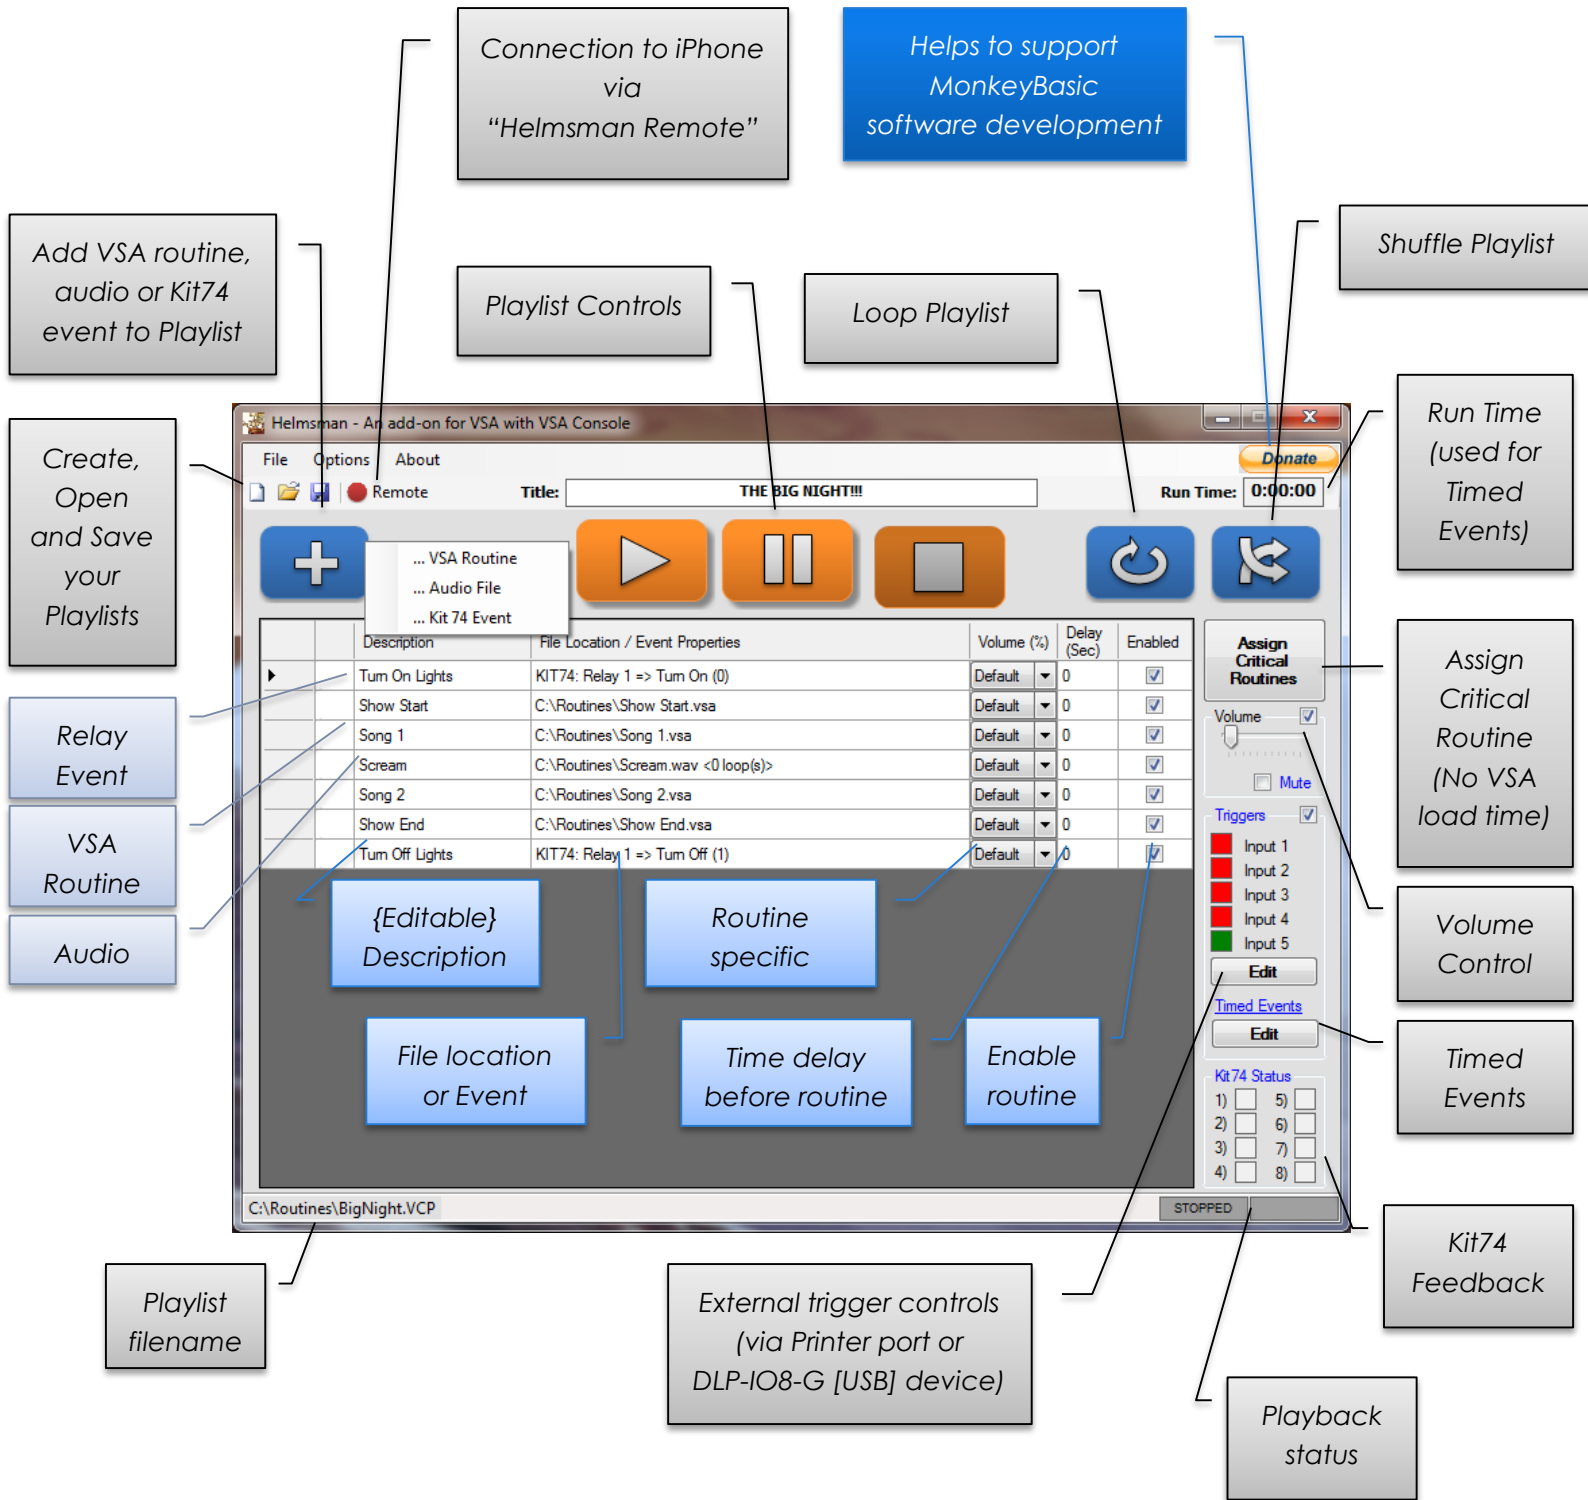 Connection to iPhone
via
“Helmsman Remote”
Helps to support
MonkeyBasic
software development
Add VSA routine,
audio or Kit74
event to Playlist
Playlist Controls
Loop Playlist
Shuffle Playlist
Create,
Open
and Save
your
Playlists
Run Time
(used for
Timed
Events)
Helmsman - An add-on for VSA with VSA Console
File Options About
Donate
Remote
Title: THE BIG NIGHT!!!
Run Time: 0:00:00
... VSA Routine
... Audio File
... Kit 74 Event
Description File Location / Event Properties Volume (%) Delay (Sec) Enabled
Turn On Lights KIT74: Relay 1 => Turn On (0) Default 0
Show Start C:\Routines\Show Start.vsa Default 0
Song 1 C:\Routines\Song 1.vsa Default 0
Scream C:\Routines\Scream.wav <0 loop(s)> Default 0
Song 2 C:\Routines\Song 2.vsa Default 0
Show End C:\Routines\Show End.vsa Default 0
Turn Off Lights KIT74: Relay 1 => Turn Off (1) Default 0
Assign
Critical
Routines
Volume
Mute
Triggers
Input 1
Input 2
Input 3
Input 4
Input 5
Edit
Timed Events
Edit
Kit74 Status
1) 5)
2) 6)
3) 7)
4) 8)
C:\Routines\BigNight.VCP
STOPPED
Relay
Event
VSA
Routine
Audio
{Editable}
Description
Routine
specific
File location
or Event
Time delay
before routine
Enable
routine
Assign
Critical
Routine
(No VSA
load time)
Volume
Control
Timed
Events
Kit74
Feedback
Playlist
filename
External trigger controls
(via Printer port or
DLP-IO8-G [USB] device)
Playback
status